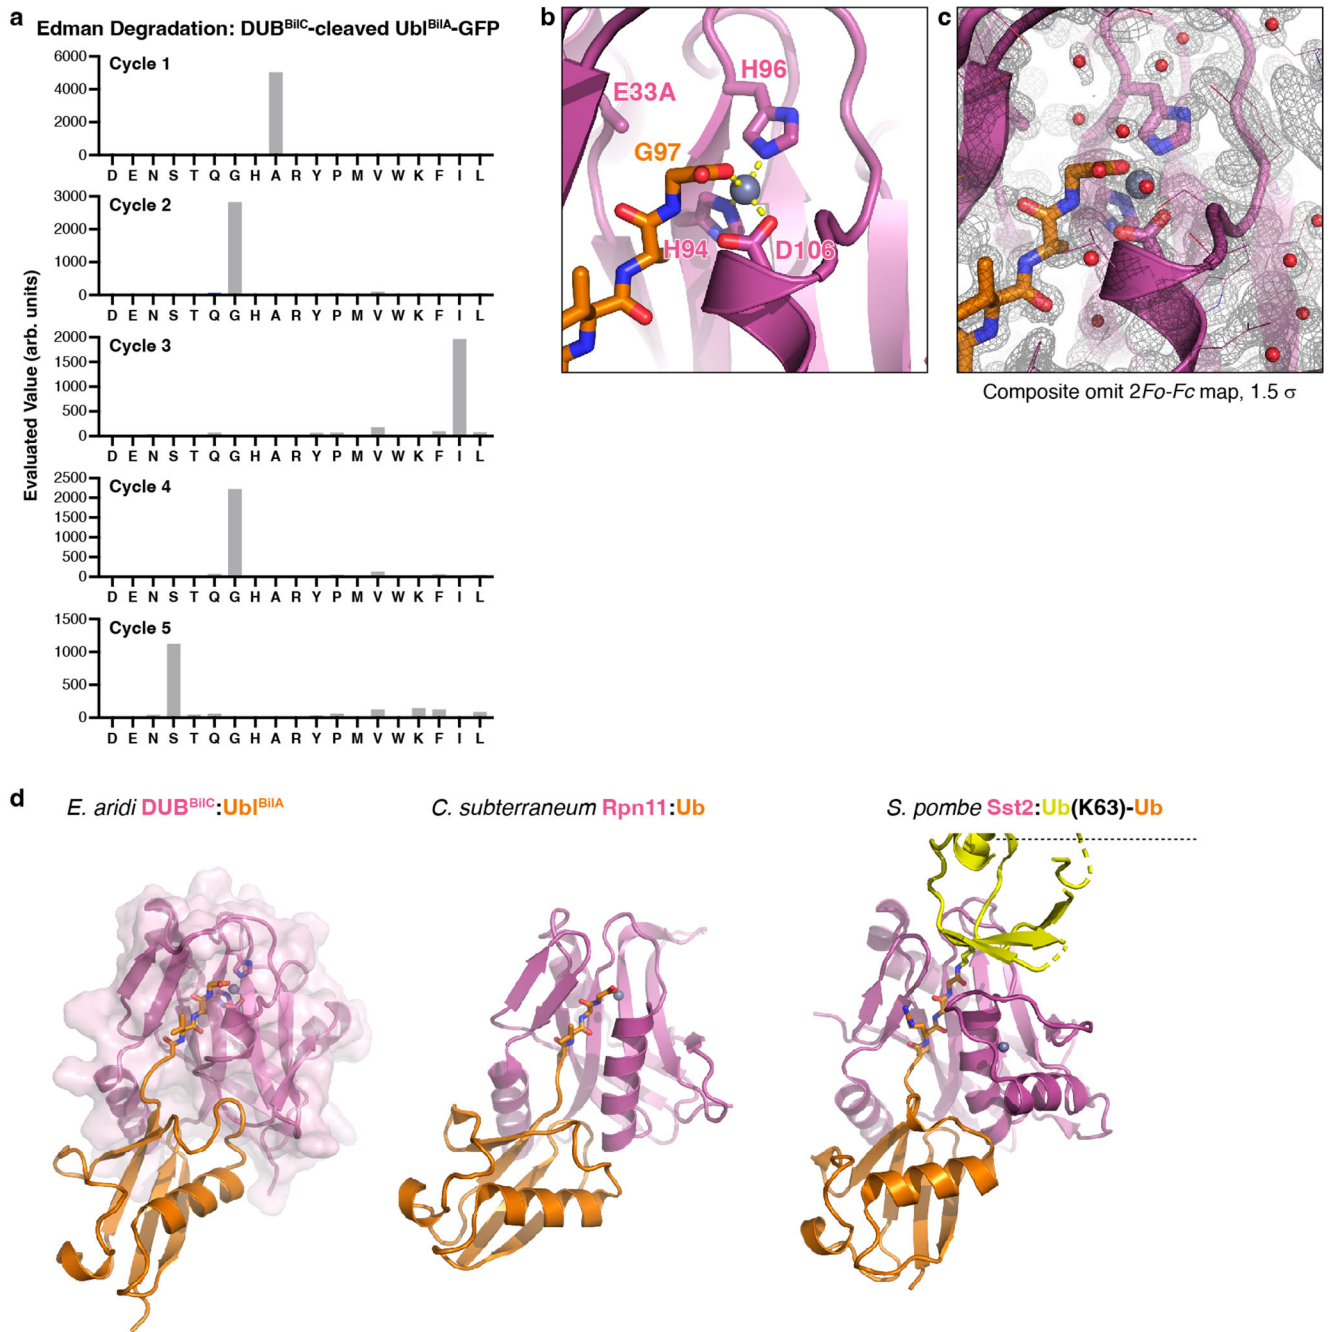 a
Edman Degradation: DUBBilC-cleaved UblBilA-GFP
Evaluated Value (arb. units)
Cycle 1
6000
4000
2000
0
D E N S T Q G H A R Y P M V W K F I L
Cycle 2
3000
2000
1000
0
D E N S T Q G H A R Y P M V W K F I L
Cycle 3
2000
1500
1000
500
0
D E N S T Q G H A R Y P M V W K F I L
Cycle 4
2500
2000
1500
1000
500
0
D E N S T Q G H A R Y P M V W K F I L
Cycle 5
1500
1000
500
0
D E N S T Q G H A R Y P M V W K F I L
b
H96
E33A
G97
H94
D106
c
Composite omit 2Fo-Fc map, 1.5 σ
d
E. aridi DUBBilC:UblBilA
C. subterraneum Rpn11:Ub
S. pombe Sst2:Ub(K63)-Ub